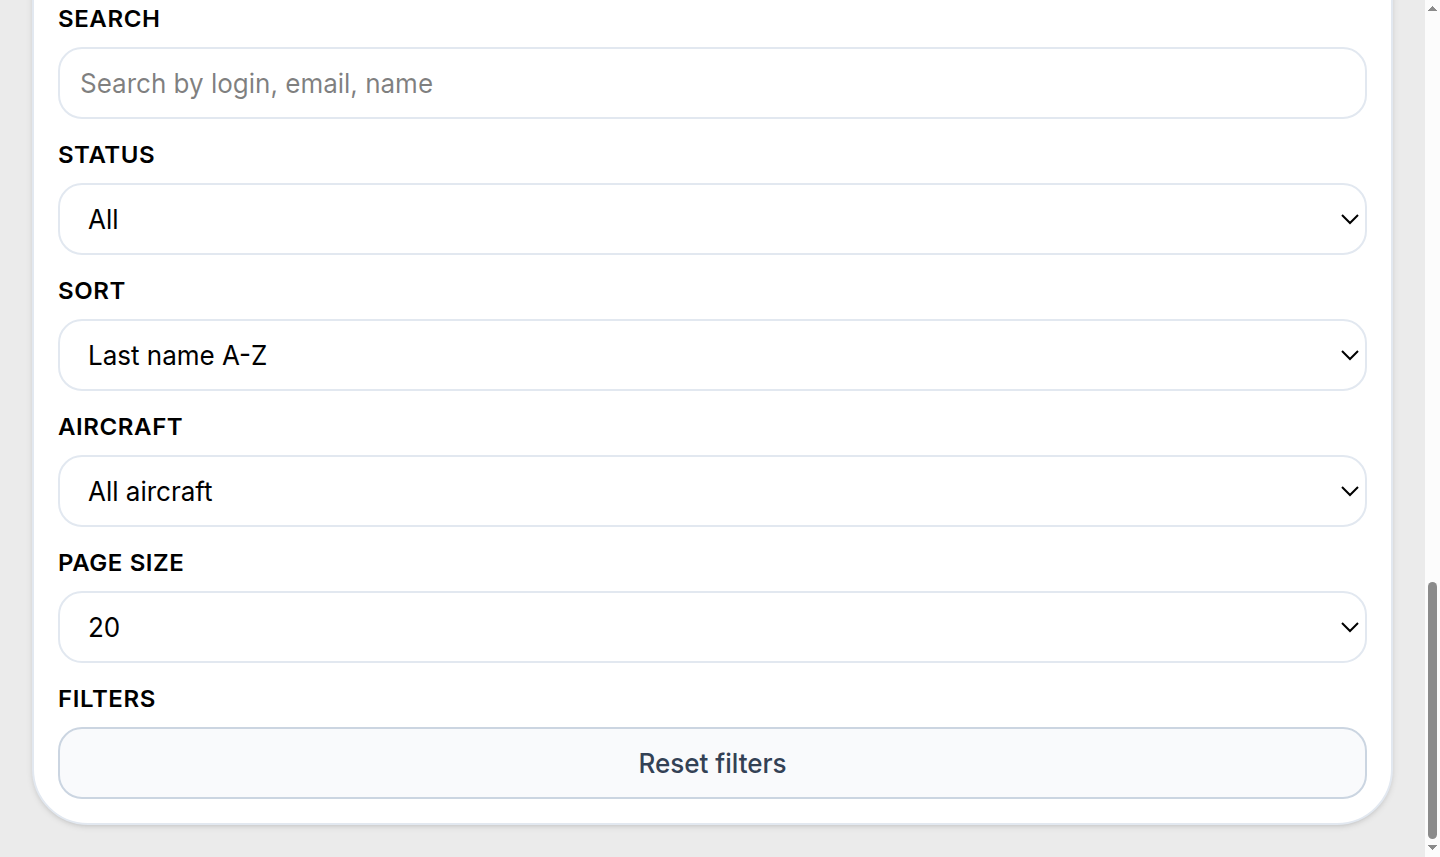 SEARCH
Search by login, email, name
STATUS
All
SORT
Last name A-Z
AIRCRAFT
All aircraft
PAGE SIZE
20
FILTERS
Reset filters